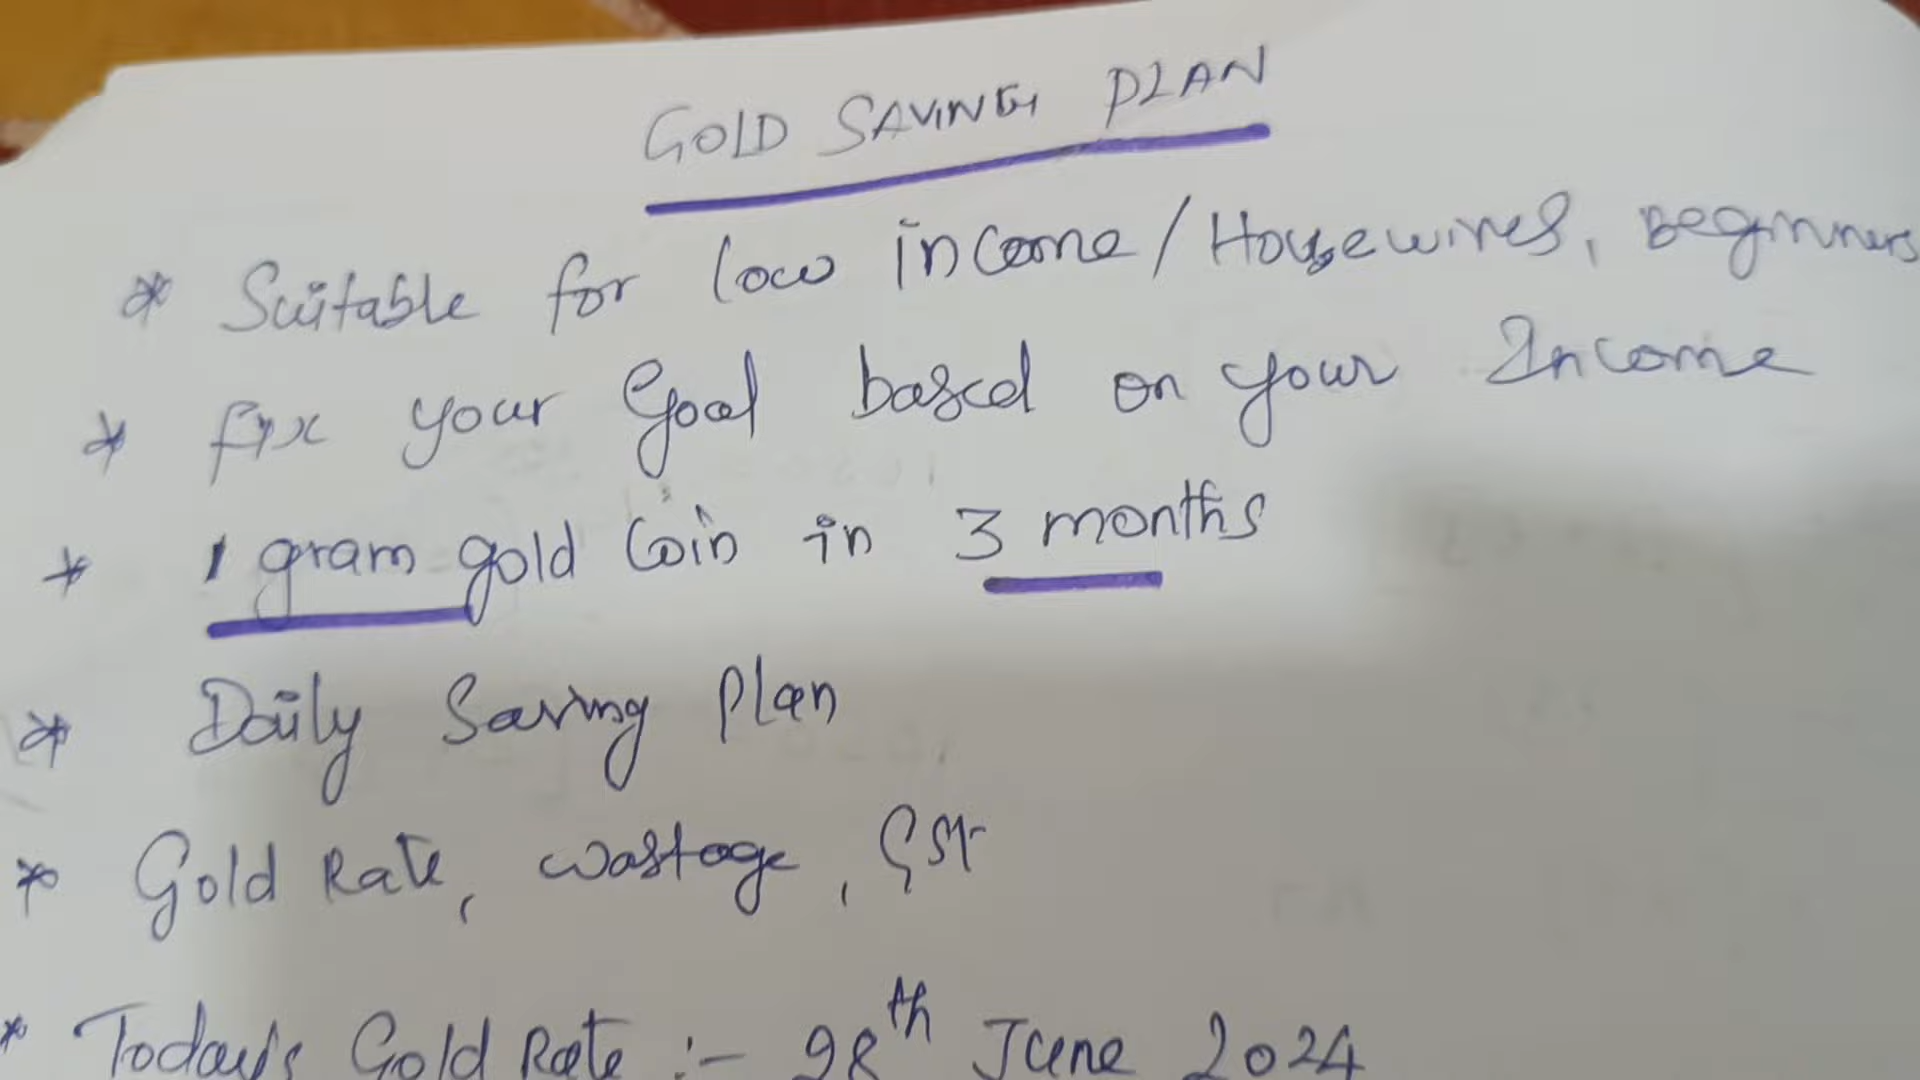 GOLD SAVING PLAN
* Suitable for low income/Housewives, Beginners
* fix your Goal based on your Income
* 1 gram gold Coin in 3 months
* Daily Saving Plan
* Gold Rate, wastage, GST
* Today's Gold Rate :- 28th June 2024